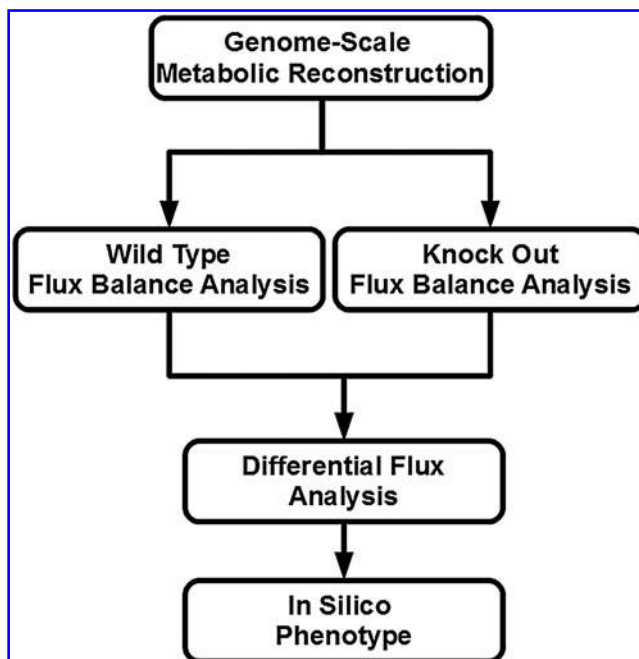 Genome-Scale
Metabolic Reconstruction
Wild Type
Flux Balance Analysis
Knock Out
Flux Balance Analysis
Differential Flux
Analysis
In Silico
Phenotype